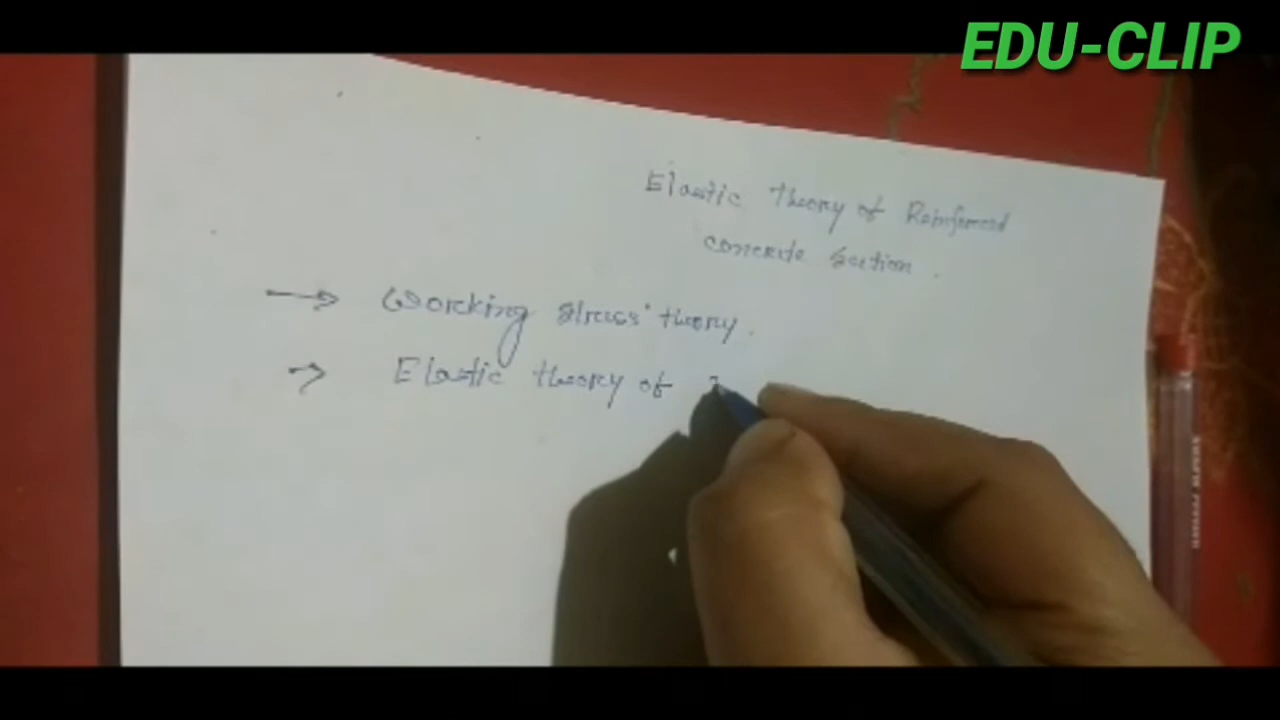 EDU-CLIP
Elastic theory of Reinforced
concrete section .
→ Working stress theory .
→ Elastic theory of